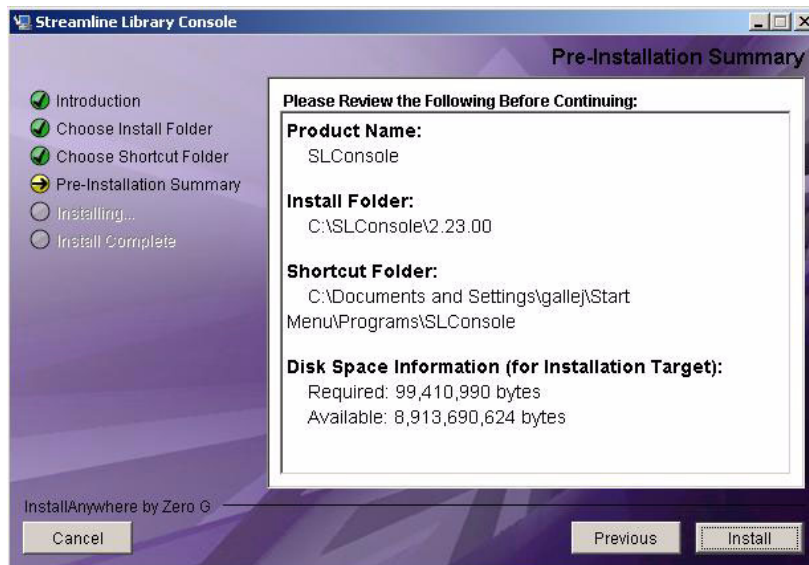 Streamline Library Console
Pre-Installation Summary
Introduction
Choose Install Folder
Choose Shortcut Folder
Pre-Installation Summary
Installing...
Install Complete
Please Review the Following Before Continuing:
Product Name:
SLConsole
Install Folder:
C:\SLConsole\2.23.00
Shortcut Folder:
C:\Documents and Settings\gallej\Start
Menu\Programs\SLConsole
Disk Space Information (for Installation Target):
Required: 99,410,990 bytes
Available: 8,913,690,624 bytes
InstallAnywhere by Zero G
Cancel
Previous
Install